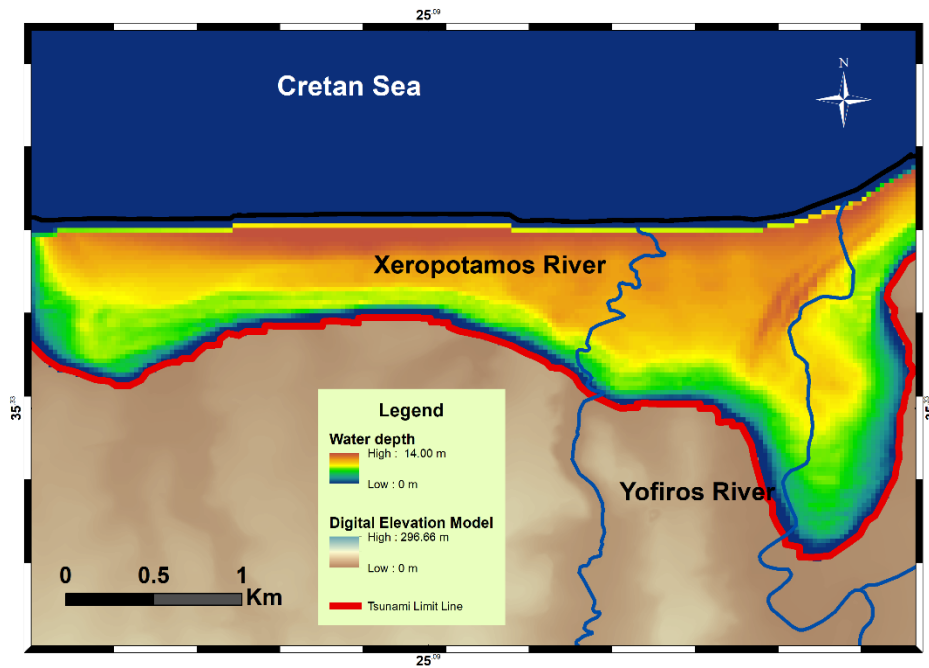 25.09
Cretan Sea
N
Xeropotamos River
35.33
35.33
Legend
Water depth
High : 14.00 m
Low : 0 m
Digital Elevation Model
High : 296.66 m
Low : 0 m
Tsunami Limit Line
Yofiros River
0 0.5 1
Km
25.09